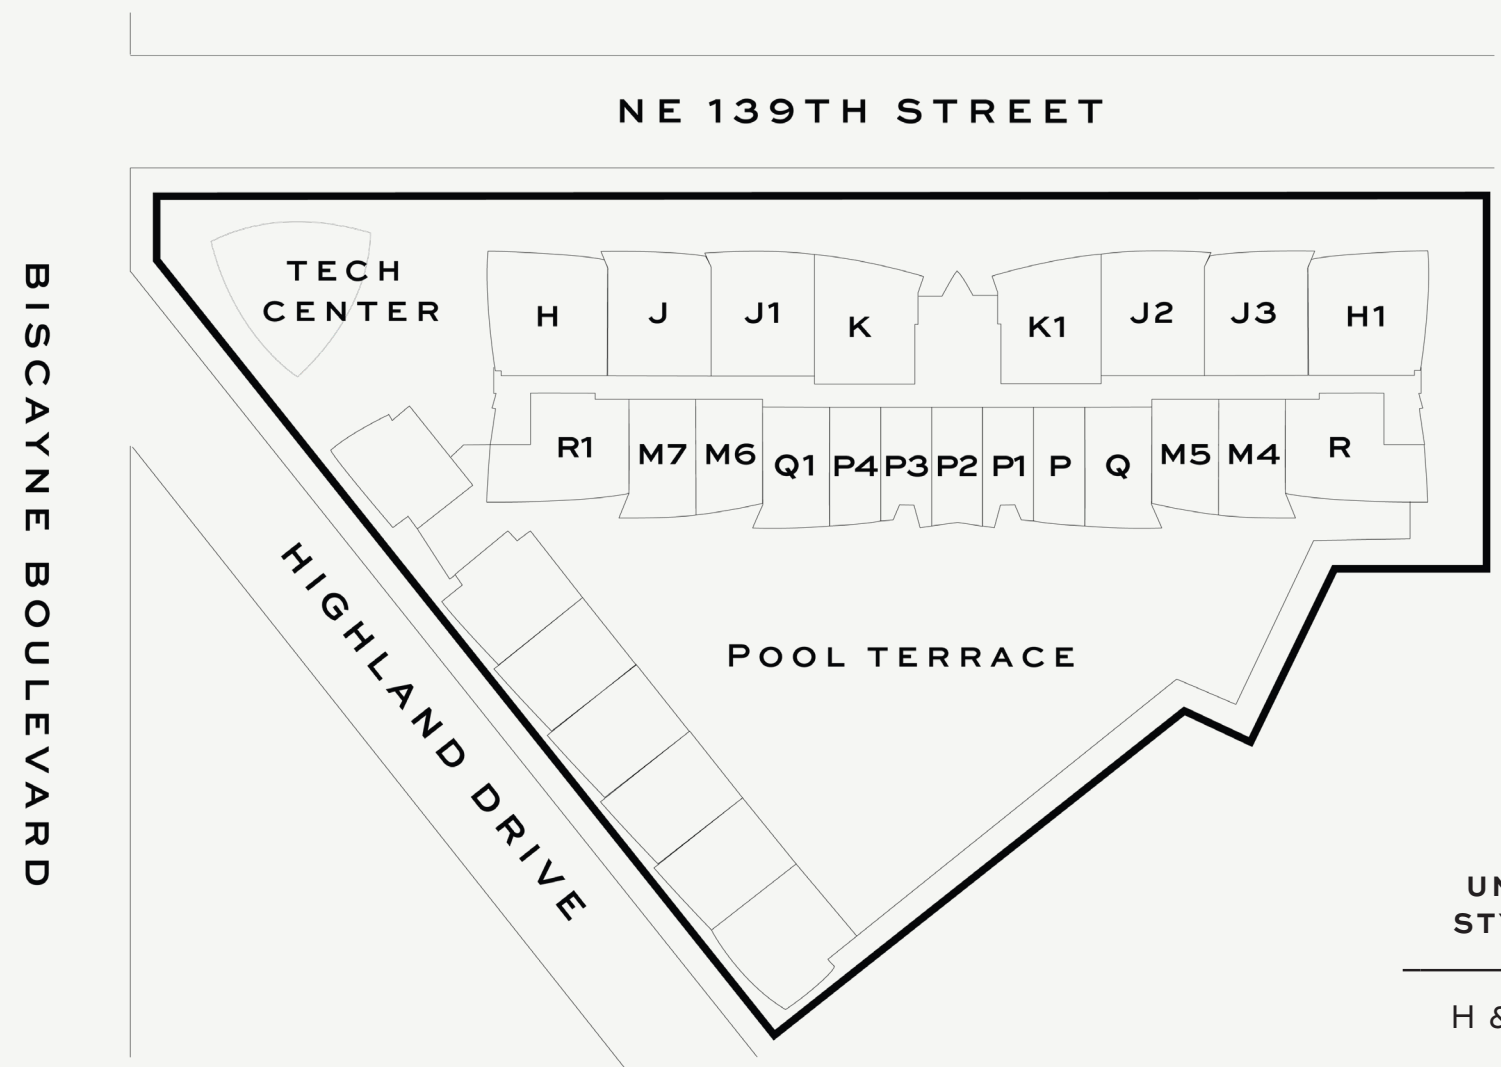 NE 139TH STREET
BISCAYNE BOULEVARD
TECH
CENTER
H
J
J1
K
K1
J2
J3
H1
R1
M7
M6
Q1
P4
P3
P2
P1
P
Q
M5
M4
R
HIGHLAND DRIVE
POOL TERRACE
H &